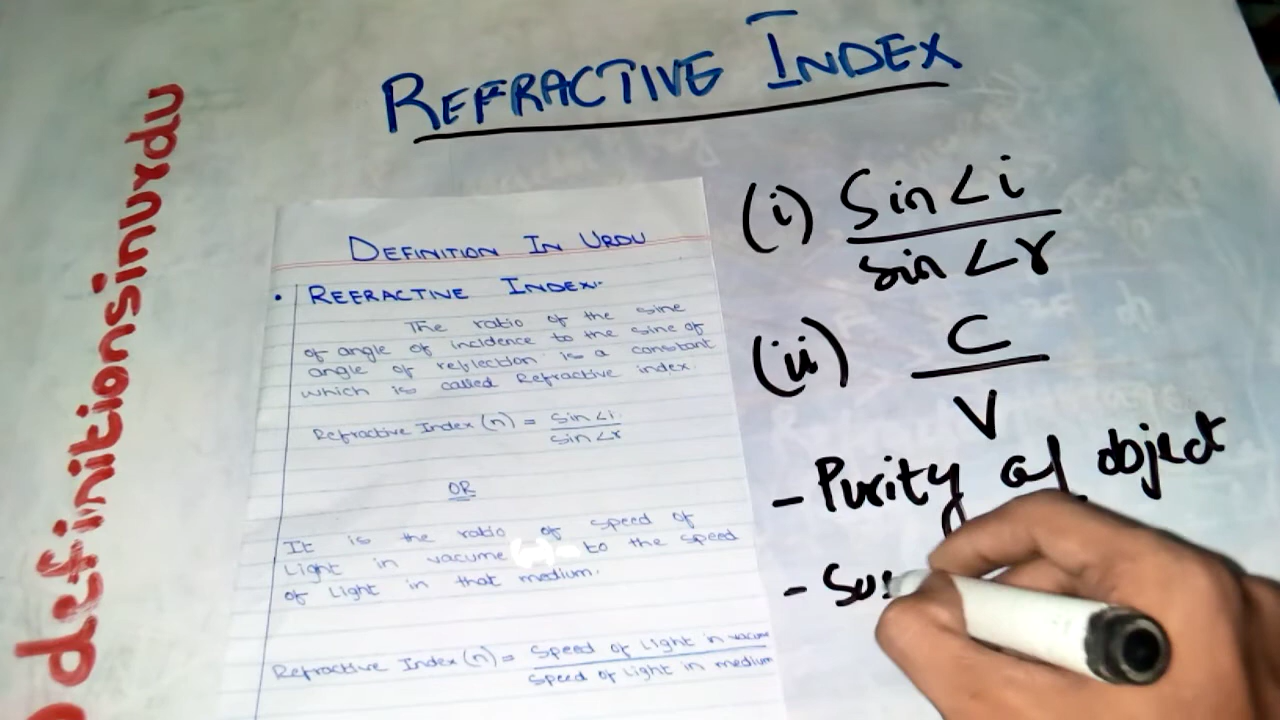 REFRACTIVE INDEX
definitionsinurdu
DEFINITION IN URDU
• REFRACTIVE INDEX:-
The ratio of the sine
of angle of incidence to the sine of
angle of reflection is a constant
which is called Refractive index.
Refractive Index (n) = Sin∠i
sin∠r
OR
It is the ratio of speed of
Light in vacume to the speed
of Light in that medium.
Refractive Index (n) = Speed of Light in vacume
Speed of Light in medium
(i) Sin∠i
sin∠r
(ii) C
V
- Purity of object